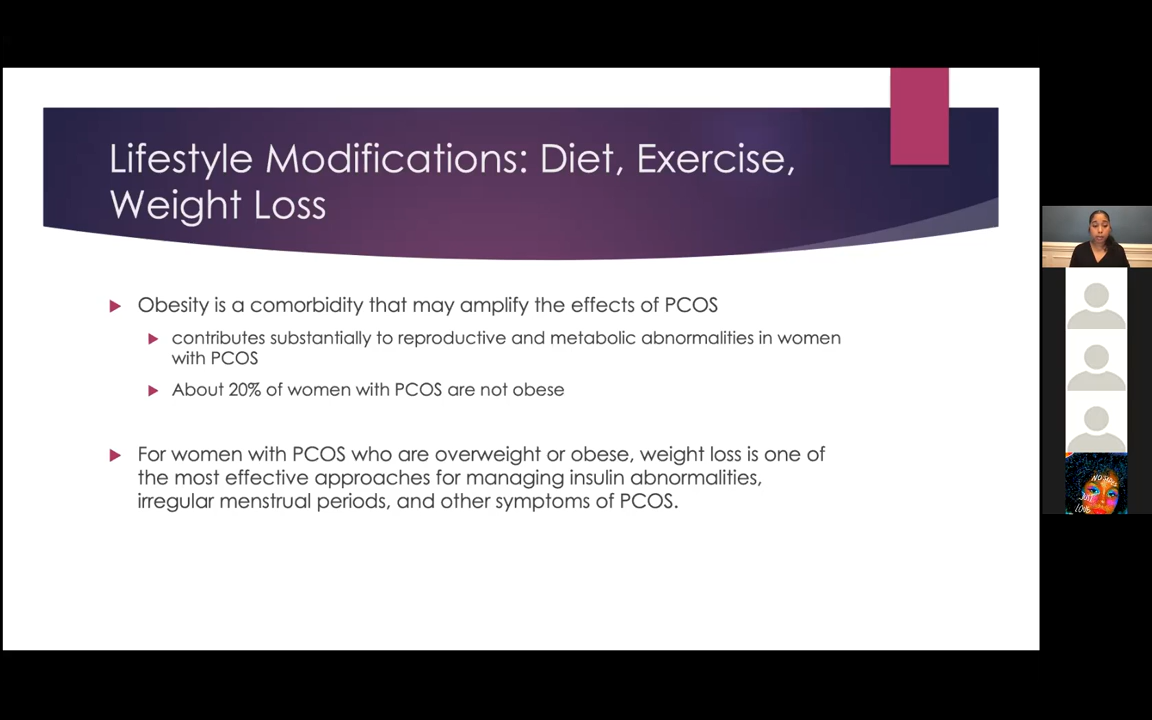 Lifestyle Modifications: Diet, Exercise,
Weight Loss
Obesity is a comorbidity that may amplify the effects of PCOS
contributes substantially to reproductive and metabolic abnormalities in women
with PCOS
About 20% of women with PCOS are not obese
For women with PCOS who are overweight or obese, weight loss is one of
the most effective approaches for managing insulin abnormalities,
irregular menstrual periods, and other symptoms of PCOS.
JUST